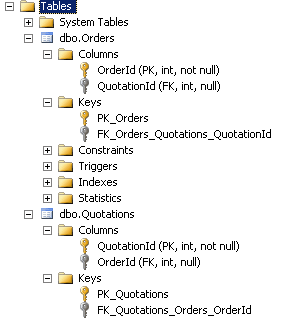 Tables
System Tables
dbo.Orders
Columns
OrderId (PK, int, not null)
QuotationId (FK, int, null)
Keys
PK_Orders
FK_Orders_Quotations_QuotationId
Constraints
Triggers
Indexes
Statistics
dbo.Quotations
Columns
QuotationId (PK, int, not null)
OrderId (FK, int, null)
Keys
PK_Quotations
FK_Quotations_Orders_OrderId